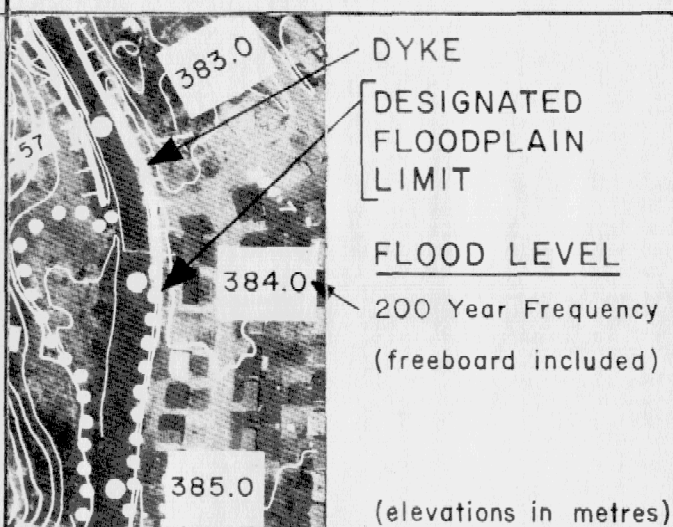 383.0
57
384.0
385.0
DYKE
DESIGNATED
FLOODPLAIN
LIMIT
FLOOD LEVEL
200 Year Frequency
(freeboard included)
(elevations in metres)